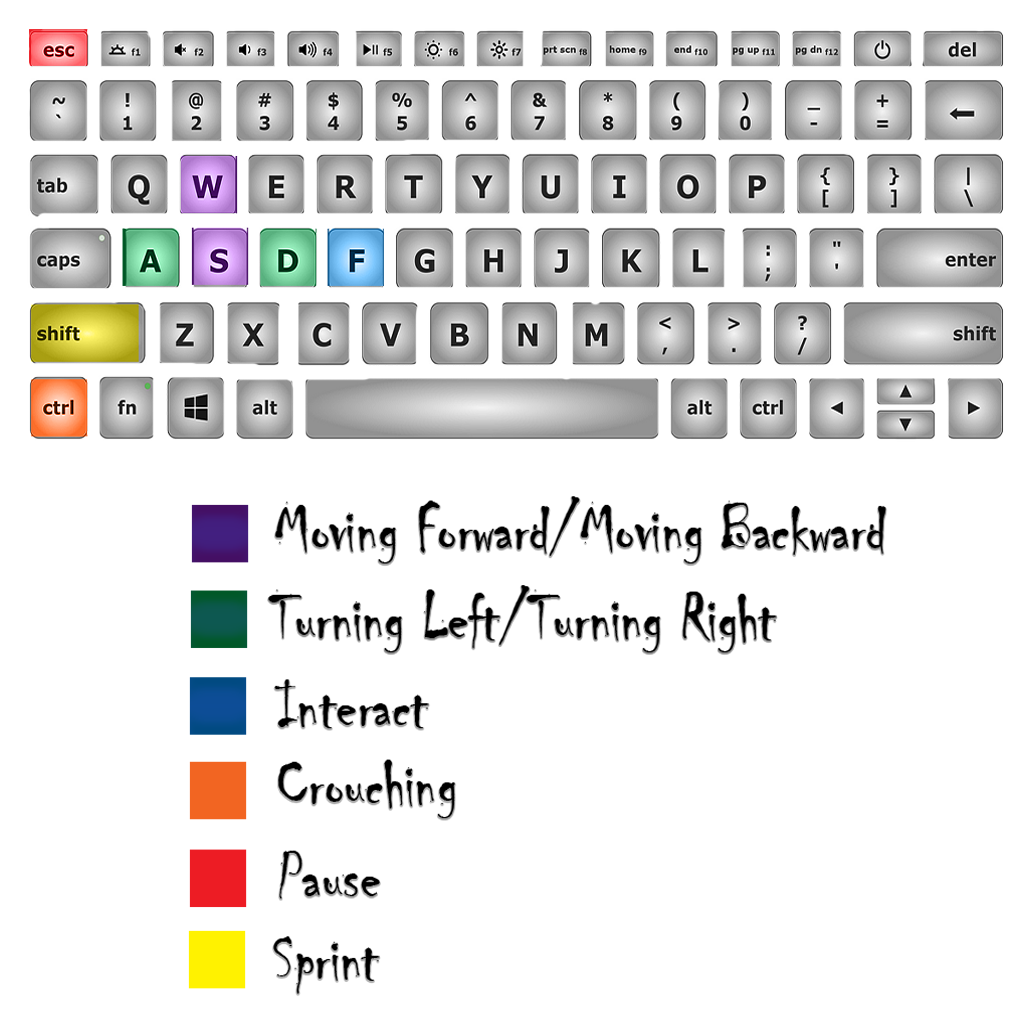 esc f1 f2 f3 f4 f5 f6 f7 prt scn f8 home f9 end f10 pg up f11 pg dn f12 del
~ ! @ # $ % ^ & * ( ) _ +
` 1 2 3 4 5 6 7 8 9 0 - =
tab Q W E R T Y U I O P { [ } ] | \
caps A S D F G H J K L : ; " ' enter
shift Z X C V B N M < , > . ? / shift
ctrl fn alt alt ctrl
Moving Forward/Moving Backward
Turning Left/Turning Right
Interact
Crouching
Pause
Sprint